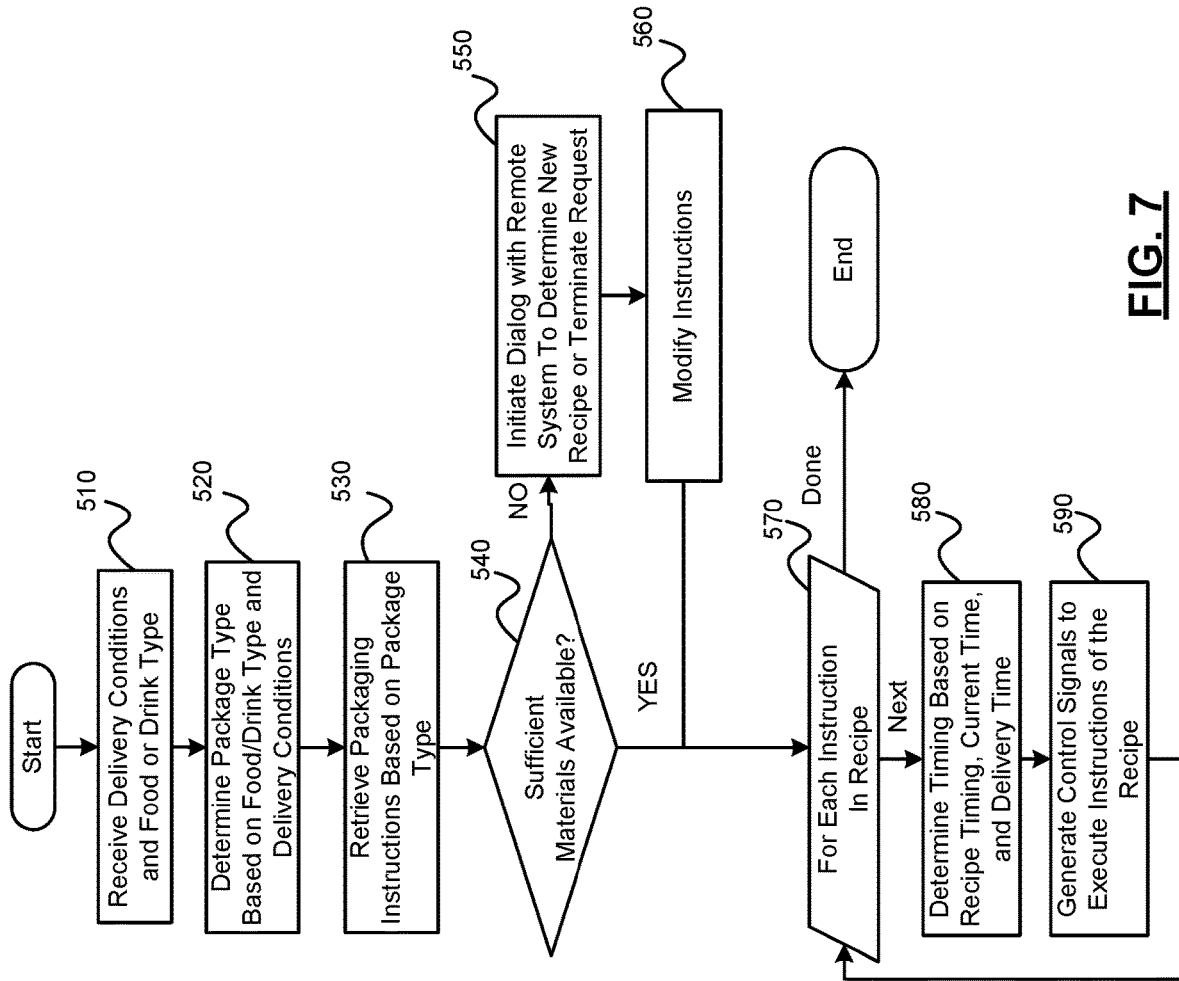 Start
510
Receive Delivery Conditions
and Food or Drink Type
520
Determine Package Type
Based on Food/Drink Type and
Delivery Conditions
530
Retrieve Packaging
Instructions Based on Package
Type
540
Sufficient
Materials Available?
NO
YES
550
Initiate Dialog with Remote
System To Determine New
Recipe or Terminate Request
560
Modify Instructions
570
For Each Instruction
In Recipe
Done
End
Next
580
Determine Timing Based on
Recipe Timing, Current Time,
and Delivery Time
590
Generate Control Signals to
Execute Instructions of the
Recipe
FIG. 7